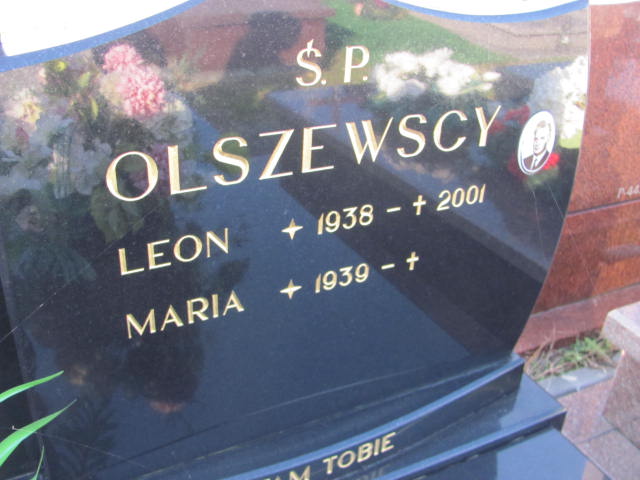 Ś. P.
OLSZEWSCY
LEON ✦ 1938 - ✝ 2001
MARIA ✦ 1939 - ✝
TOBIE